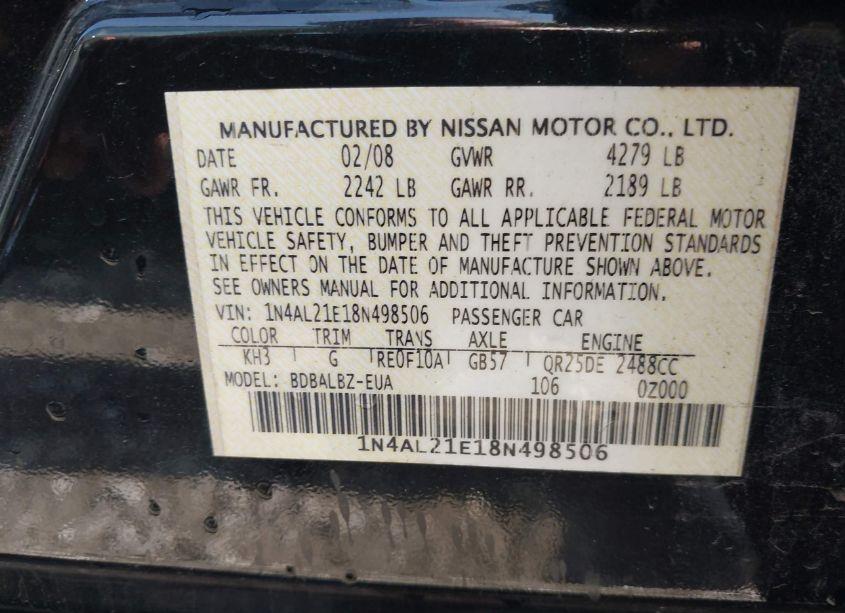 MANUFACTURED BY NISSAN MOTOR CO., LTD.
DATE 02/08 GVWR 4279 LB
GAWR FR. 2242 LB GAWR RR. 2189 LB
THIS VEHICLE CONFORMS TO ALL APPLICABLE FEDERAL MOTOR
VEHICLE SAFETY, BUMPER AND THEFT PREVENTION STANDARDS
IN EFFECT ON THE DATE OF MANUFACTURE SHOWN ABOVE.
SEE OWNERS MANUAL FOR ADDITIONAL INFORMATION.
VIN: 1N4AL21E18N498506 PASSENGER CAR
COLOR TRIM TRANS AXLE ENGINE
KH3 G RE0F10A GB57 QR25DE 2488CC
MODEL: BDBALBZ-EUA 106 0Z000
1N4AL21E18N498506